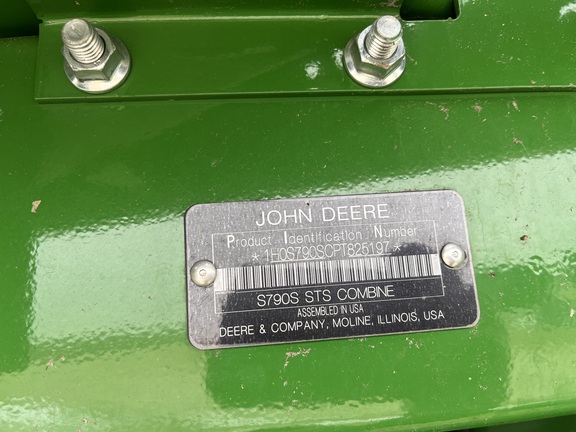 JOHN DEERE
Product Identification Number
*1H0S790SCPT825197*
S790S STS COMBINE
ASSEMBLED IN USA
DEERE & COMPANY, MOLINE, ILLINOIS, USA